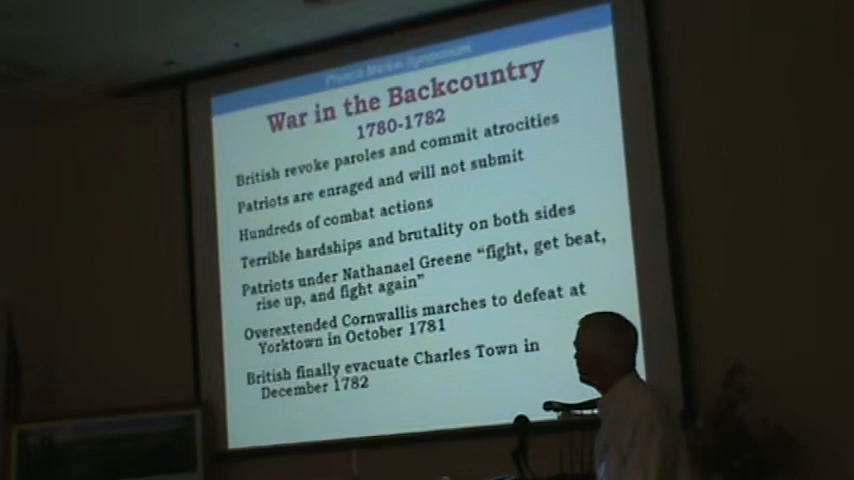 Francis Marion Symposium
War in the Backcountry
1780-1782
British revoke paroles and commit atrocities
Patriots are enraged and will not submit
Hundreds of combat actions
Terrible hardships and brutality on both sides
Patriots under Nathanael Greene “fight, get beat,
rise up, and fight again”
Overextended Cornwallis marches to defeat at
Yorktown in October 1781
British finally evacuate Charles Town in
December 1782